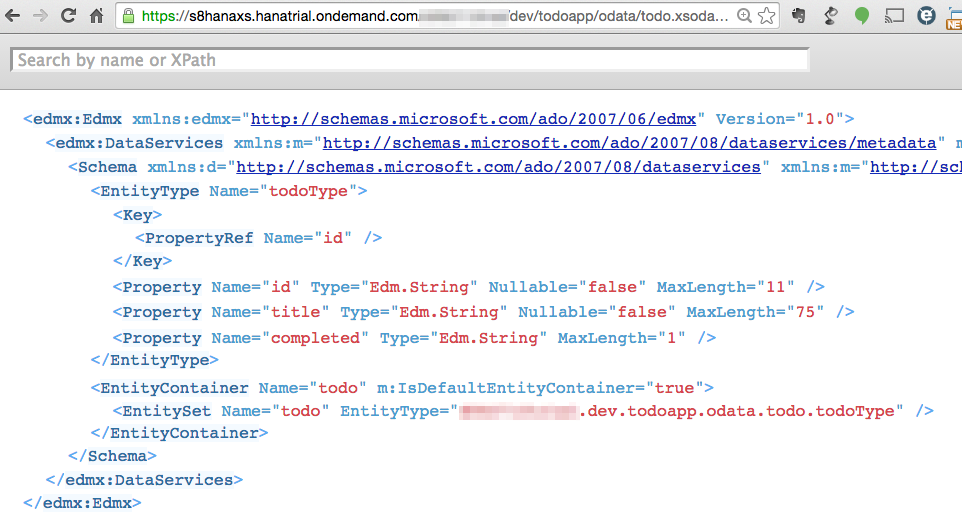 https://s8hanaxs.hanatrial.ondemand.com /dev/todoapp/odata/todo.xsoda...
NEW
Search by name or XPath
<edmx:Edmx xmlns:edmx="http://schemas.microsoft.com/ado/2007/06/edmx" Version="1.0">
<edmx:DataServices xmlns:m="http://schemas.microsoft.com/ado/2007/08/dataservices/metadata" m
<Schema xmlns:d="http://schemas.microsoft.com/ado/2007/08/dataservices" xmlns:m="http://sch
<EntityType Name="todoType">
<Key>
<PropertyRef Name="id" />
</Key>
<Property Name="id" Type="Edm.String" Nullable="false" MaxLength="11" />
<Property Name="title" Type="Edm.String" Nullable="false" MaxLength="75" />
<Property Name="completed" Type="Edm.String" MaxLength="1" />
</EntityType>
<EntityContainer Name="todo" m:IsDefaultEntityContainer="true">
<EntitySet Name="todo" EntityType=" .dev.todoapp.odata.todo.todoType" />
</EntityContainer>
</Schema>
</edmx:DataServices>
</edmx:Edmx>